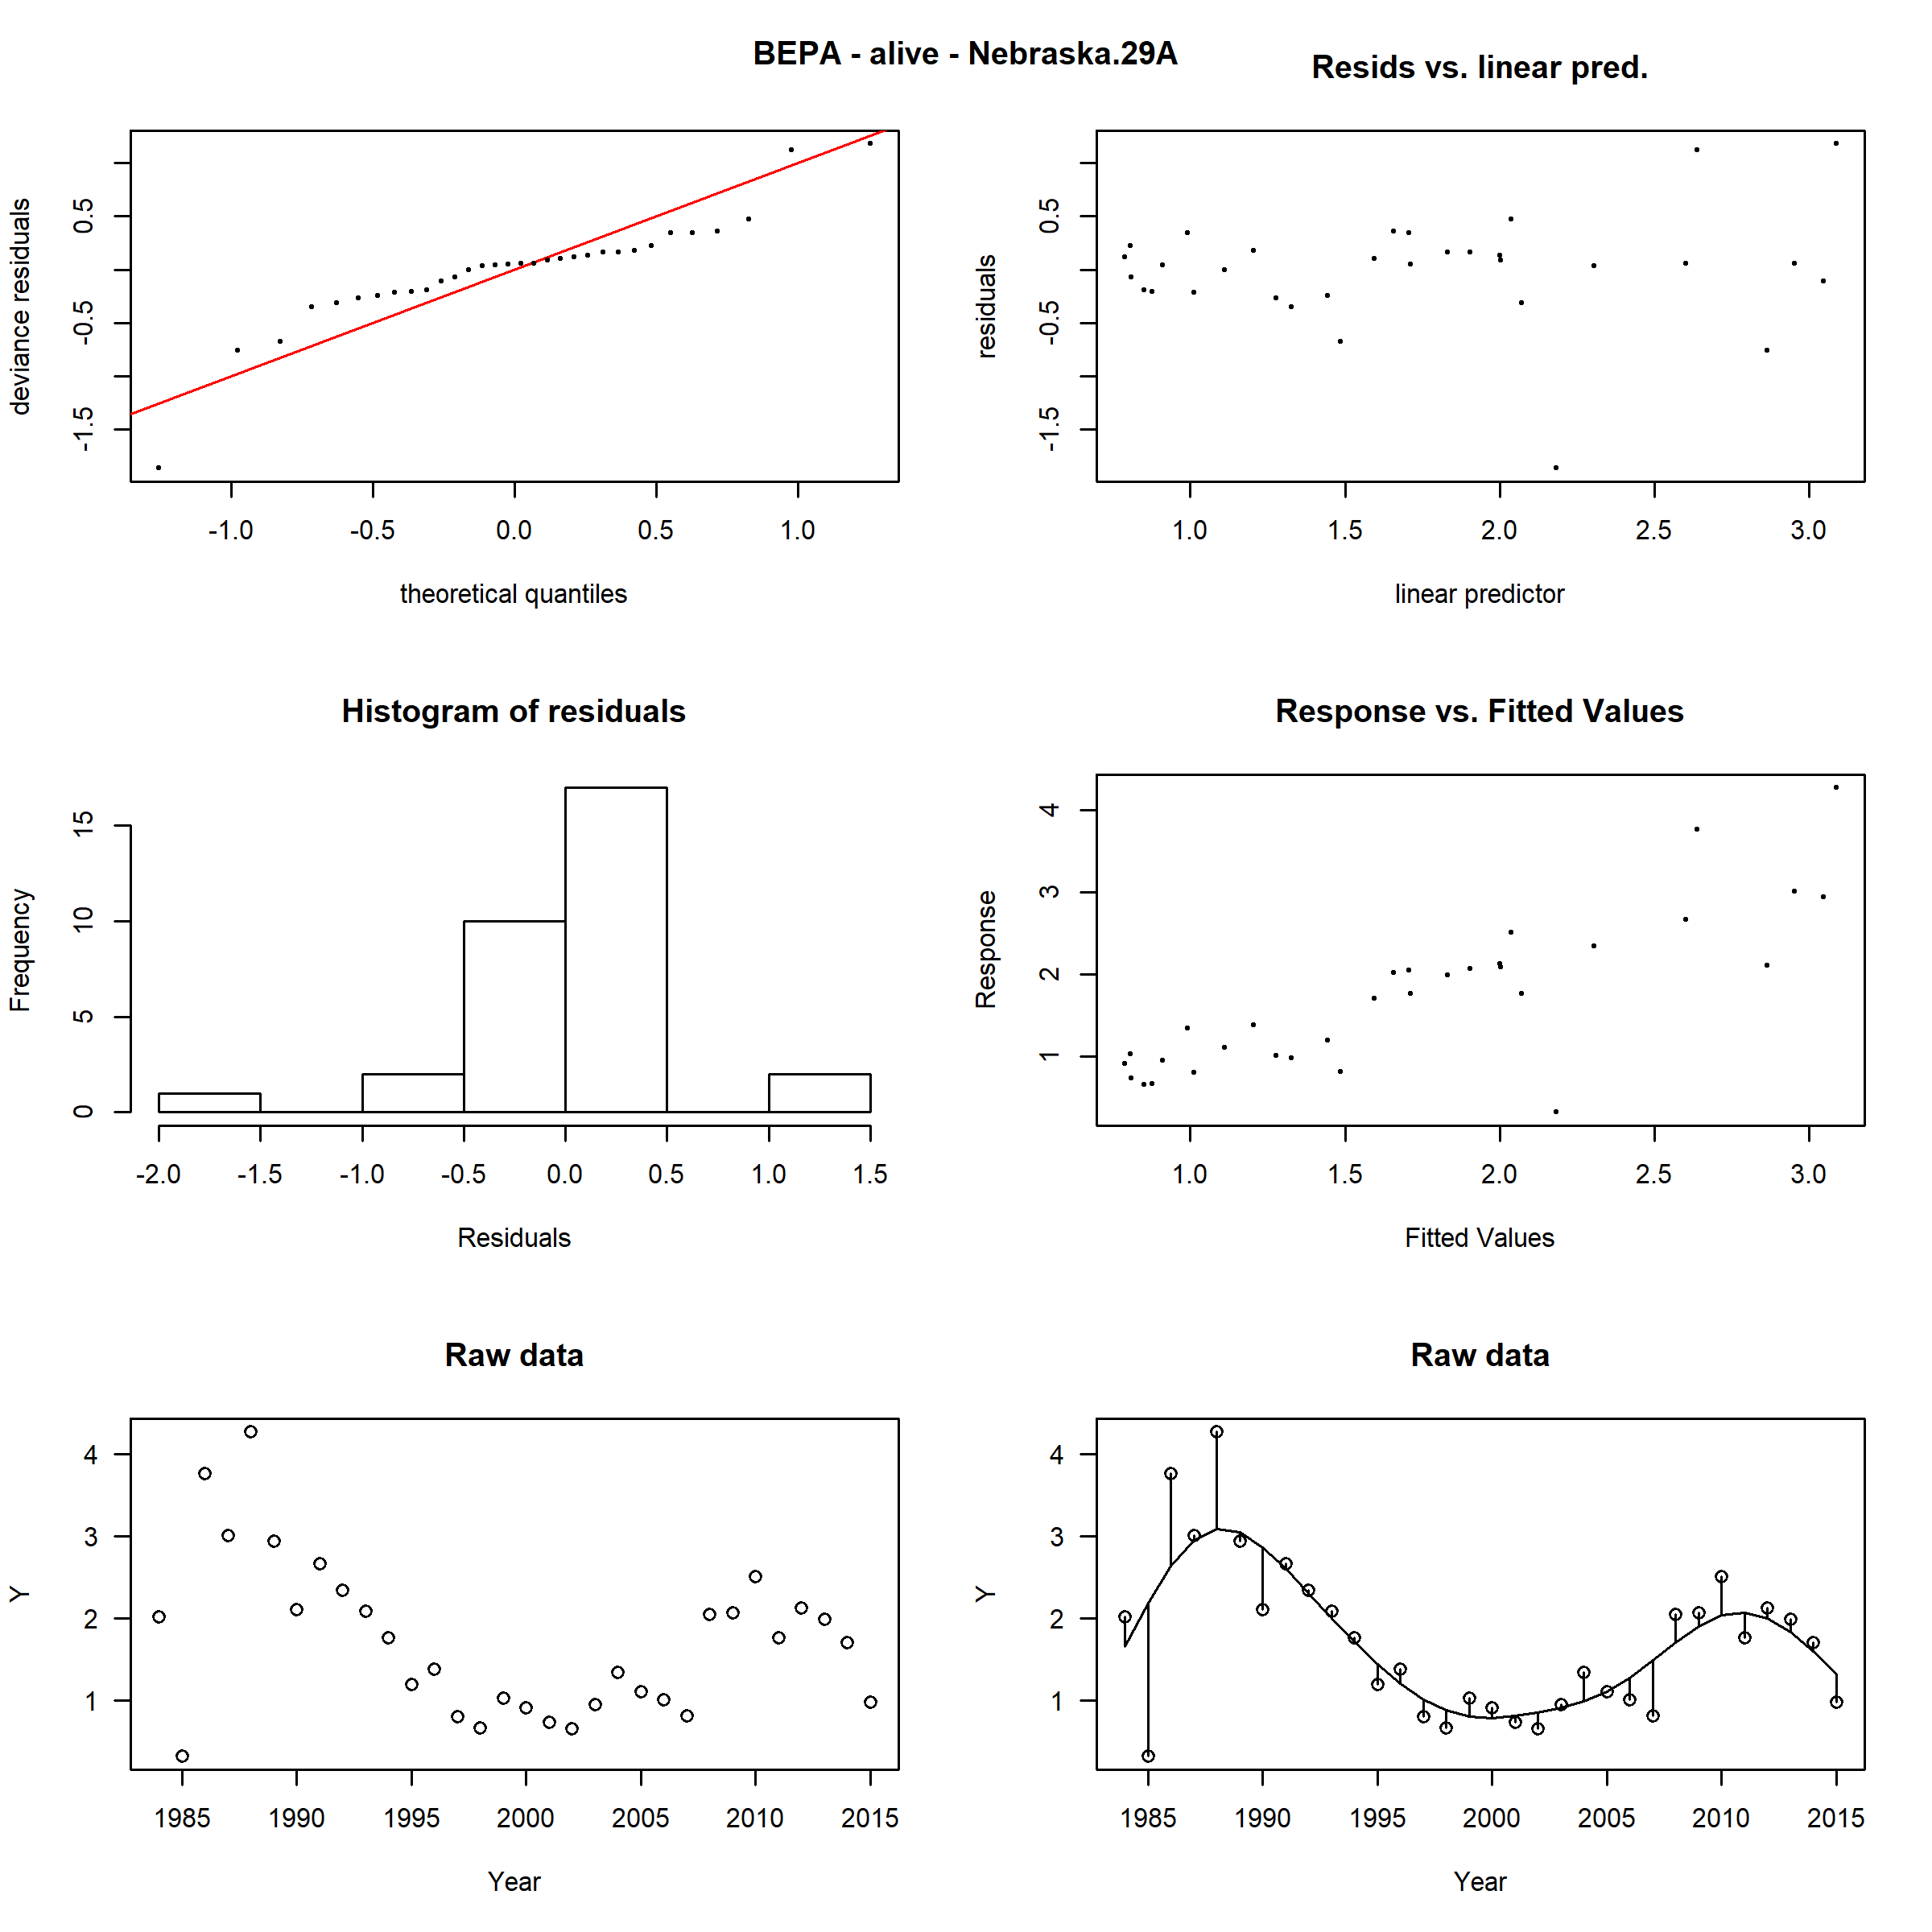 BEPA - alive - Nebraska.29A
Resids vs. linear pred.
deviance residuals
0.5
-0.5
-1.5
-1.0 -0.5 0.0 0.5 1.0
theoretical quantiles
residuals
0.5
-0.5
-1.5
1.0 1.5 2.0 2.5 3.0
linear predictor
Histogram of residuals
Frequency
15
10
5
0
-2.0 -1.5 -1.0 -0.5 0.0 0.5 1.0 1.5
Residuals
Response vs. Fitted Values
Response
4
3
2
1
1.0 1.5 2.0 2.5 3.0
Fitted Values
Raw data
Y
4
3
2
1
1985 1990 1995 2000 2005 2010 2015
Year
Raw data
Y
4
3
2
1
1985 1990 1995 2000 2005 2010 2015
Year